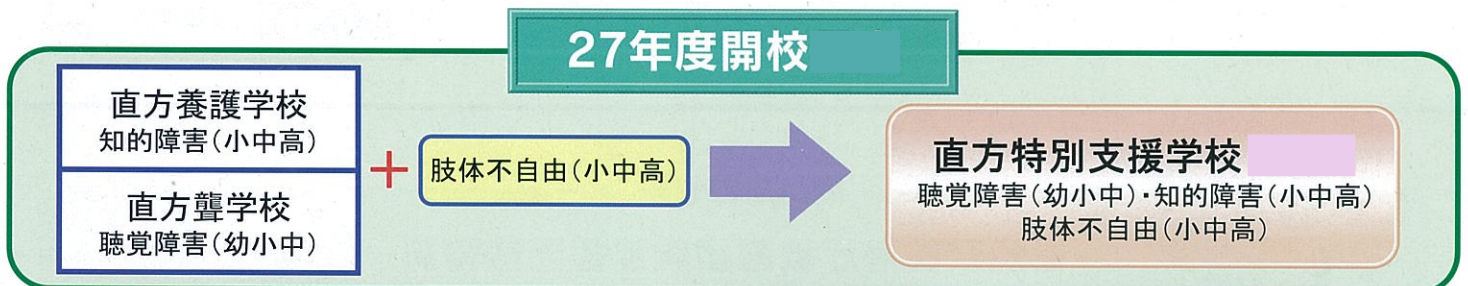 27年度開校
直方養護学校
知的障害(小中高)
直方聾学校
聴覚障害(幼小中)
+
肢体不自由(小中高)
直方特別支援学校
聴覚障害(幼小中)・知的障害(小中高)
肢体不自由(小中高)